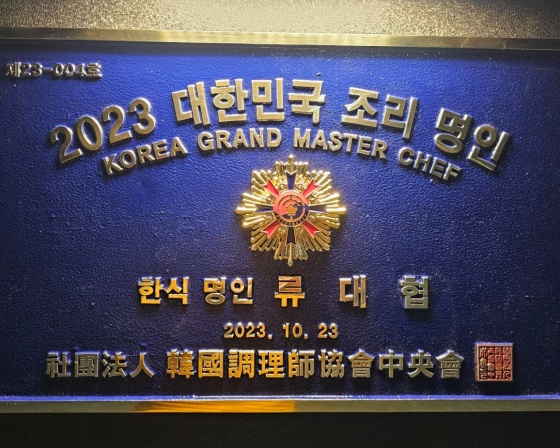 제23-004호
2023 대한민국 조리 명인
KOREA GRAND MASTER CHEF
한식 명인 류 대 협
2023. 10. 23
社團法人 韓國調理師協會中央會